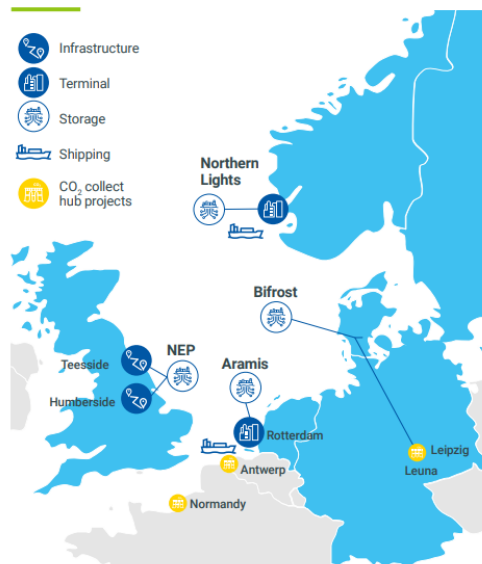 Infrastructure
Terminal
Storage
Shipping
CO₂ collect
hub projects
Northern
Lights
Bifrost
NEP
Teesside
Aramis
Humberside
Rotterdam
Leipzig
Antwerp
Leuna
Normandy